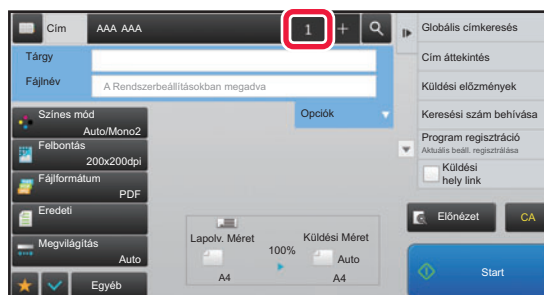 Cím
AAA AAA
1
+
Tárgy
Fájlnév
A Rendszerbeállításokban megadva
Színes mód
Auto/Mono2
Opciók
Felbontás
200x200dpi
Fájlformátum
PDF
Eredeti
Megvilágítás
Auto
Egyéb
Lapolv. Méret
A4
100%
Küldési Méret
Auto
A4
Globális címkeresés
Cím áttekintés
Küldési előzmények
Keresési szám behívása
Program regisztráció
Aktuális beáll. regisztrálása
Küldési
hely link
Előnézet
CA
Start